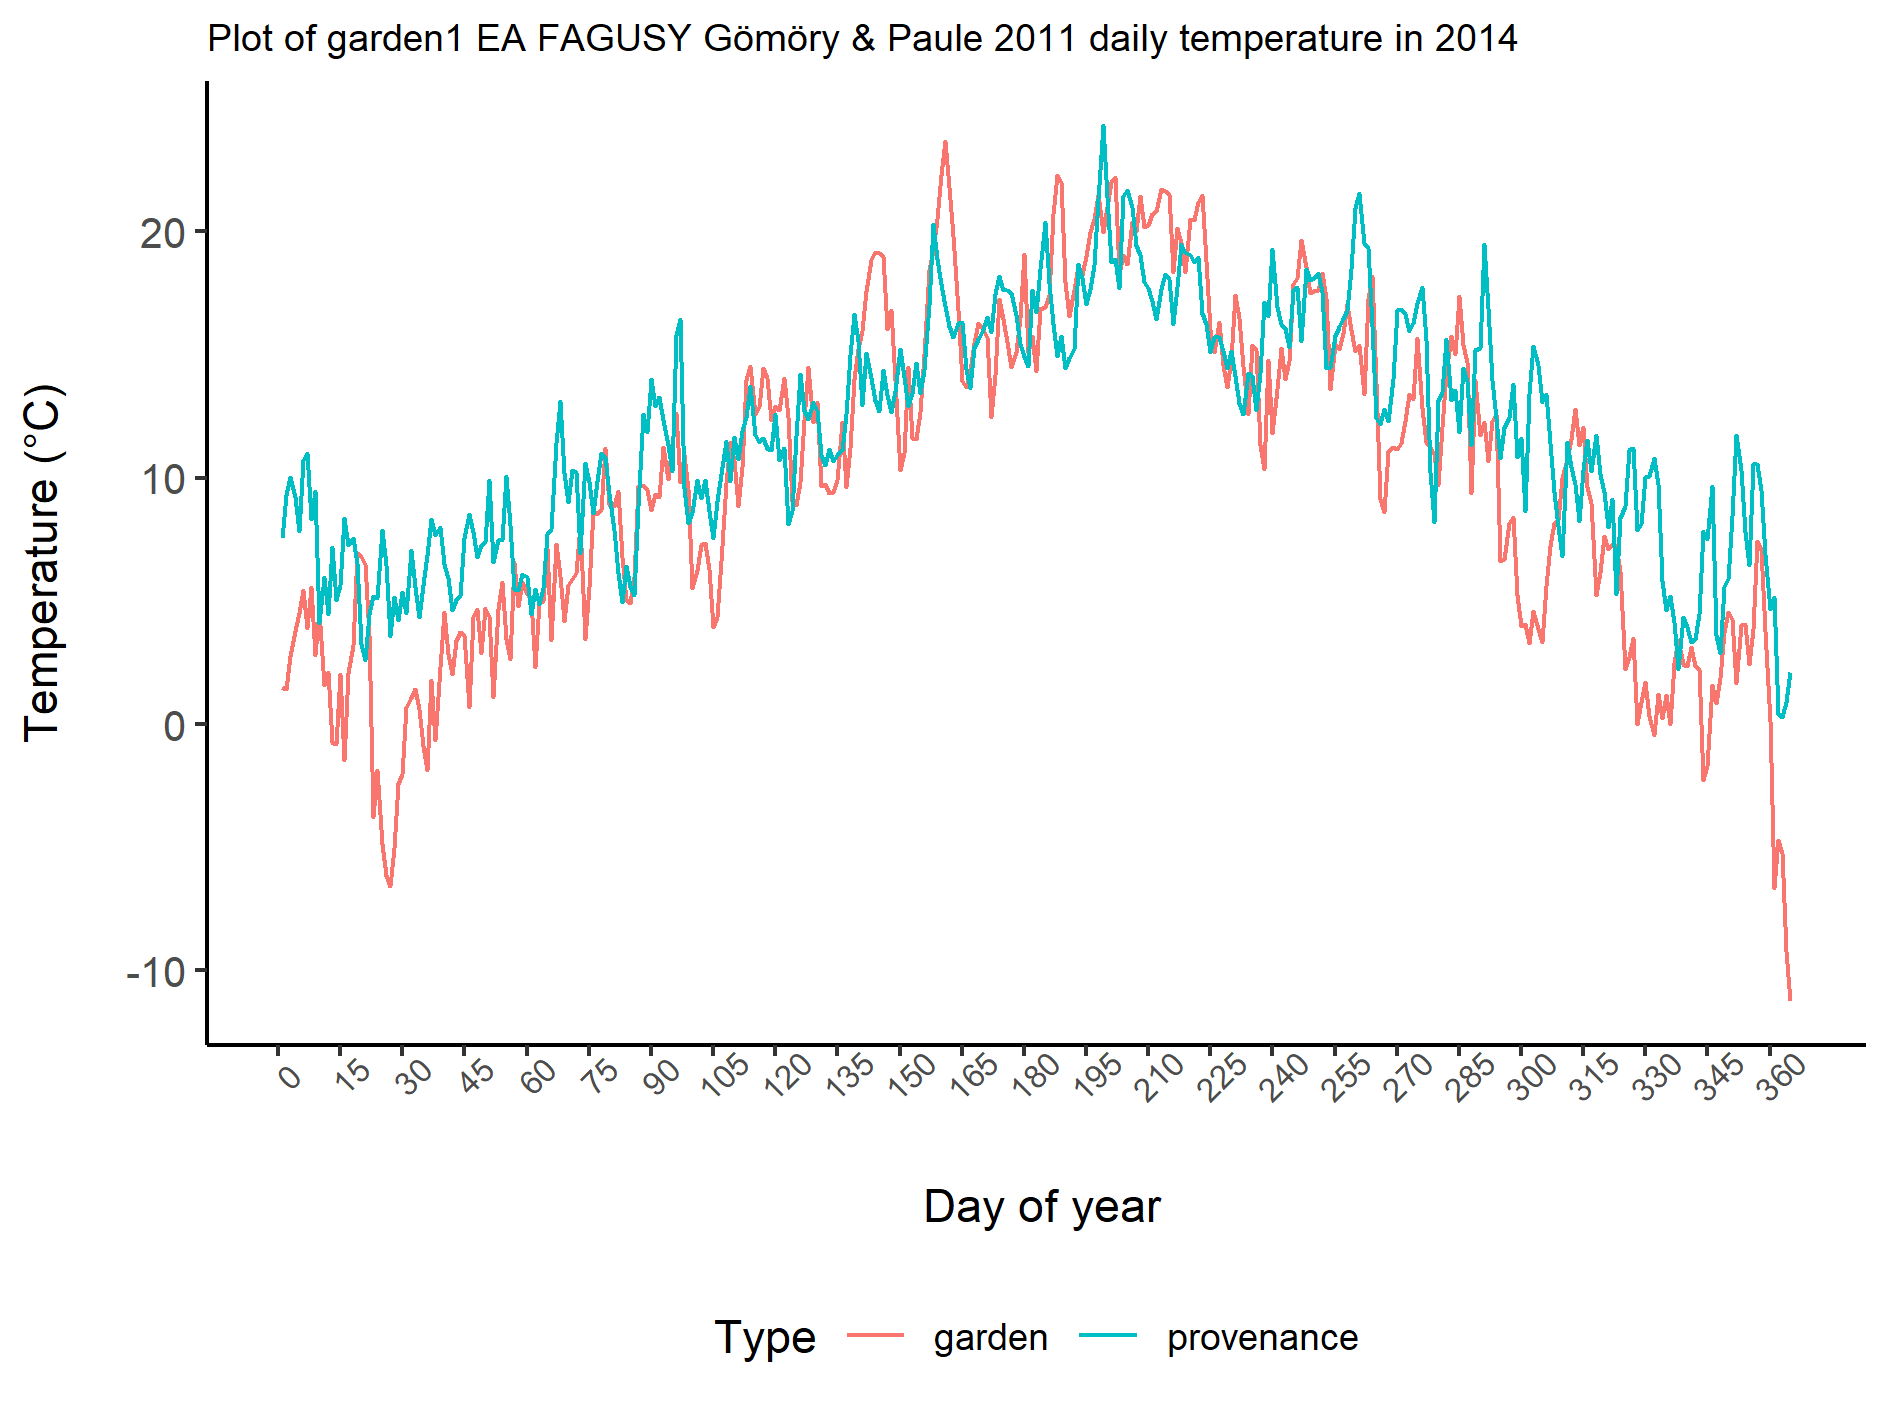 Plot of garden1 EA FAGUSY Gömöry & Paule 2011 daily temperature in 2014
Temperature (°C)
20
10
0
-10
0 15 30 45 60 75 90 105 120 135 150 165 180 195 210 225 240 255 270 285 300 315 330 345 360
Day of year
Type garden provenance